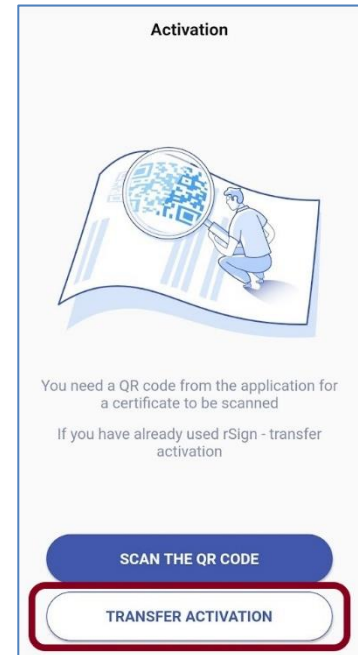 Activation
You need a QR code from the application for
a certificate to be scanned
If you have already used rSign - transfer
activation
SCAN THE QR CODE
TRANSFER ACTIVATION